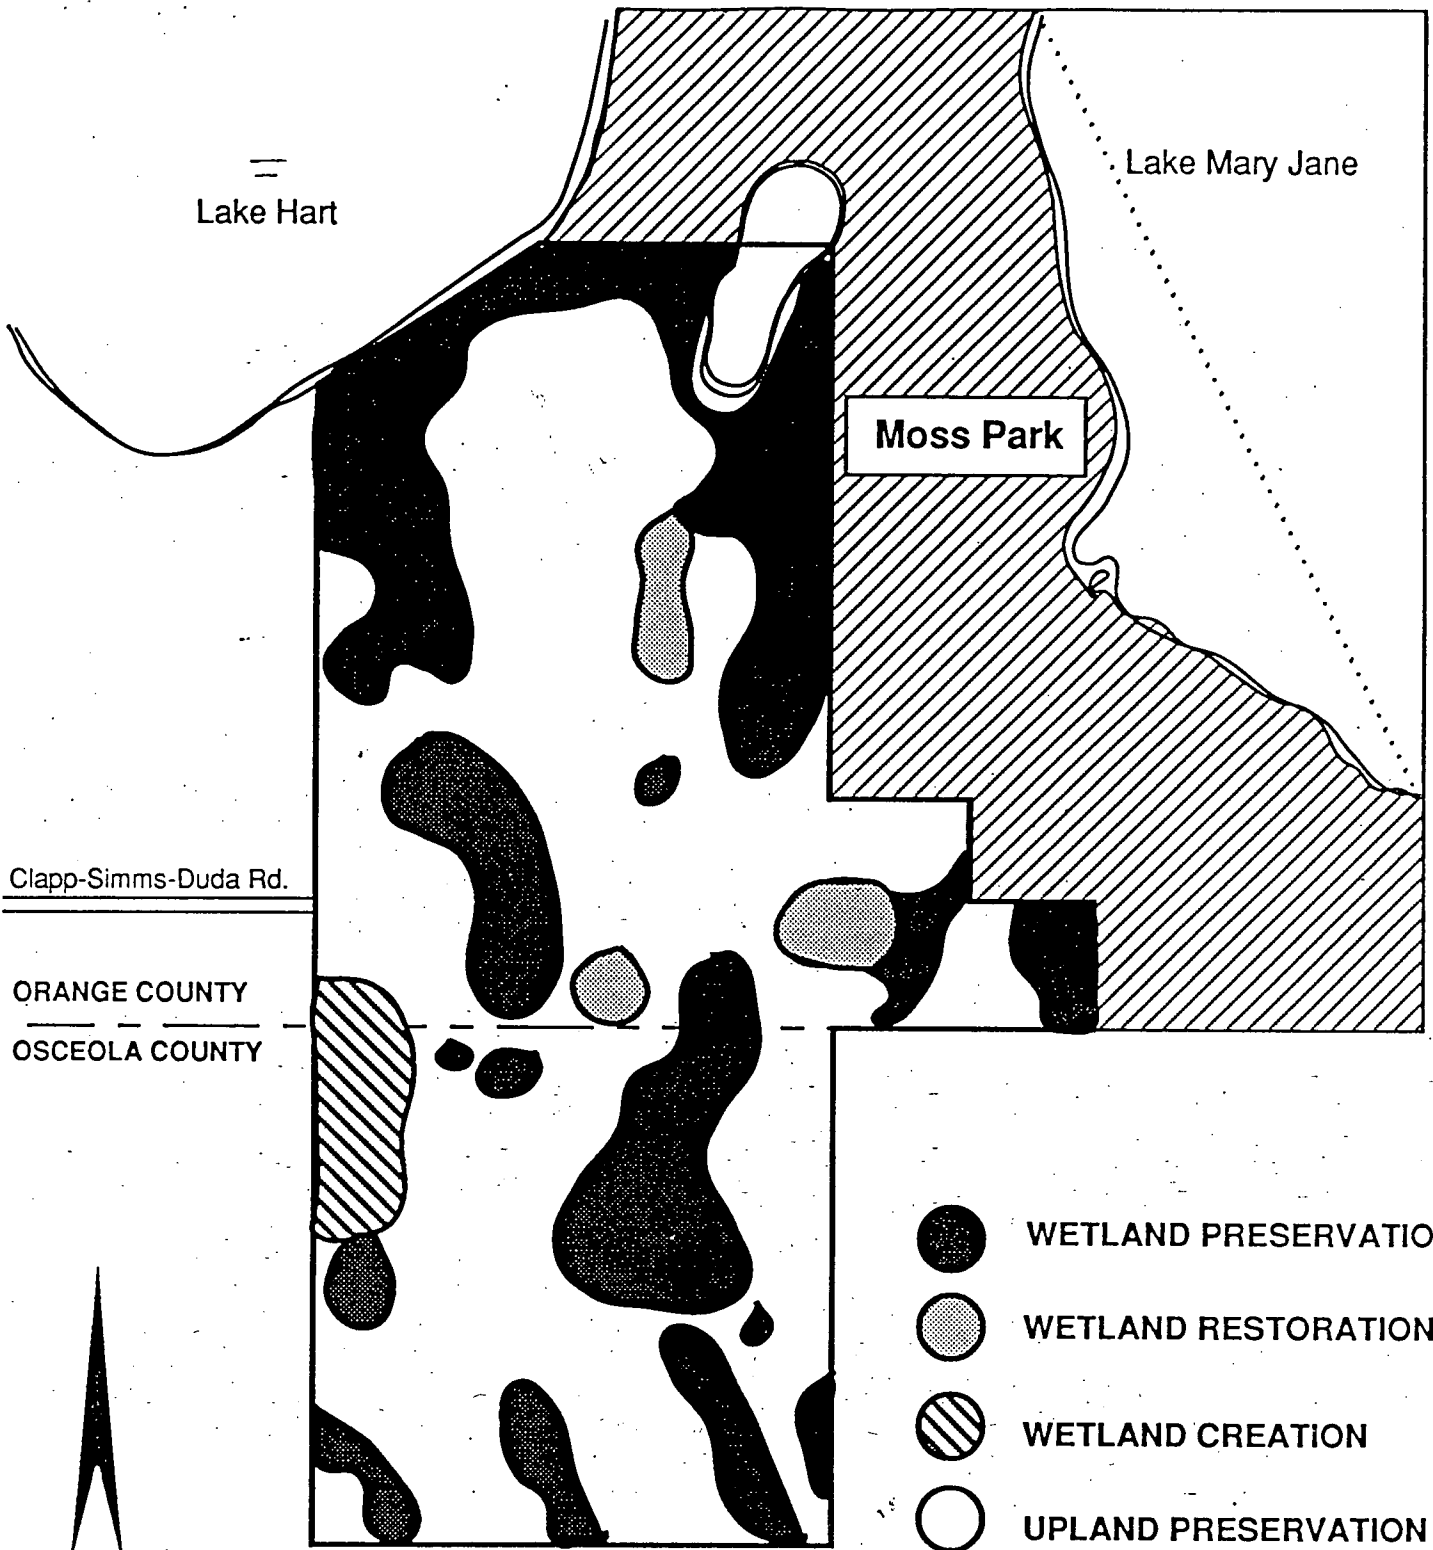 Lake Mary Jane
Lake Hart
Moss Park
Clapp-Simms-Duda Rd.
ORANGE COUNTY
OSCEOLA COUNTY
WETLAND PRESERVATIO
WETLAND RESTORATION
WETLAND CREATION
UPLAND PRESERVATION